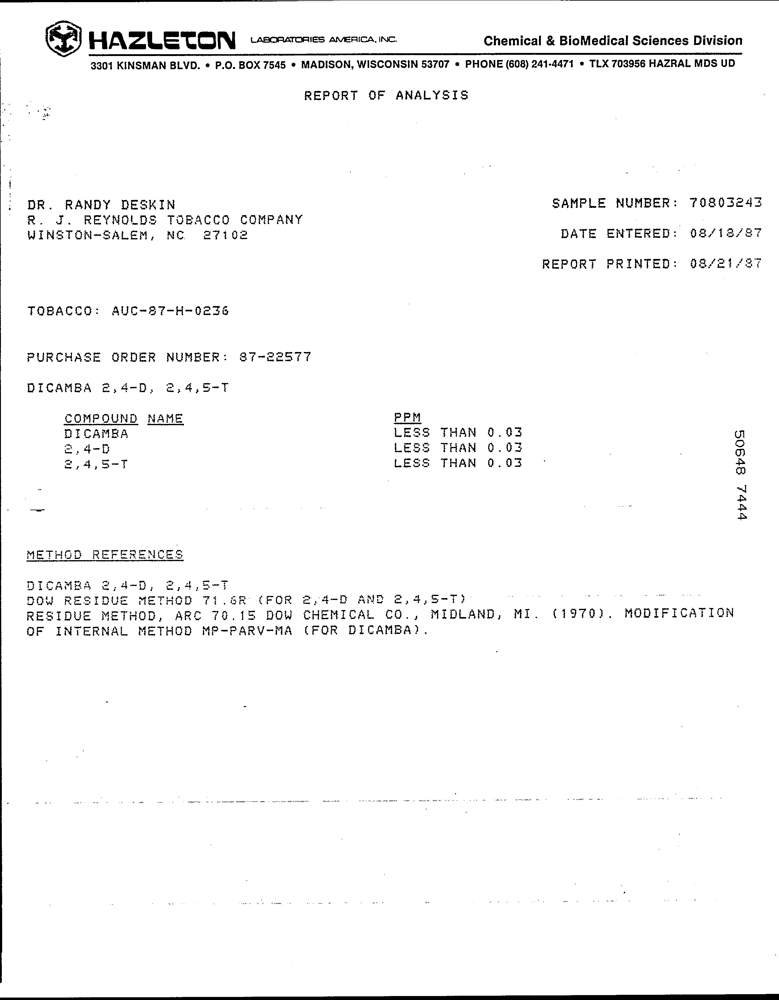 HAZLETON LABORATORIES AMERICA, INC. Chemical & BioMedical Sciences Division
3301 KINSMAN BLVD. • P.O. BOX 7545 • MADISON, WISCONSIN 53707 • PHONE (608) 241-4471 • TLX 703956 HAZRAL MDS UD
REPORT OF ANALYSIS
DR. RANDY DESKIN
R. J. REYNOLDS TOBACCO COMPANY
WINSTON-SALEM, NC 27102
SAMPLE NUMBER: 70803243
DATE ENTERED: 08/18/87
REPORT PRINTED: 08/21/87
TOBACCO: AUC-87-H-0236
PURCHASE ORDER NUMBER: 87-22577
DICAMBA 2,4-D, 2,4,5-T
COMPOUND NAME PPM
DICAMBA LESS THAN 0.03
2,4-D LESS THAN 0.03
2,4,5-T LESS THAN 0.03
50648 7444
METHOD REFERENCES
DICAMBA 2,4-D, 2,4,5-T
DOW RESIDUE METHOD 71.6R (FOR 2,4-D AND 2,4,5-T)
RESIDUE METHOD, ARC 70.15 DOW CHEMICAL CO., MIDLAND, MI. (1970). MODIFICATION
OF INTERNAL METHOD MP-PARV-MA (FOR DICAMBA).